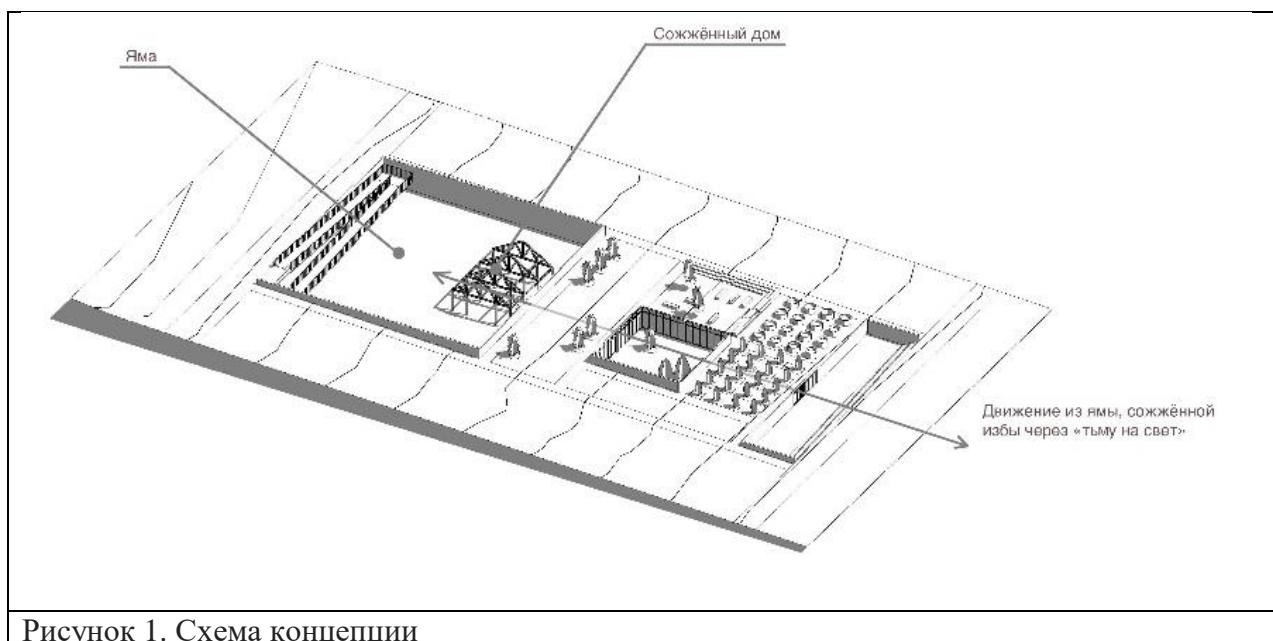 Сожжённый дом
Яма
Движение из ямы, сожжённой
избы через «тьму на свет»
Рисунок 1. Схема концепции